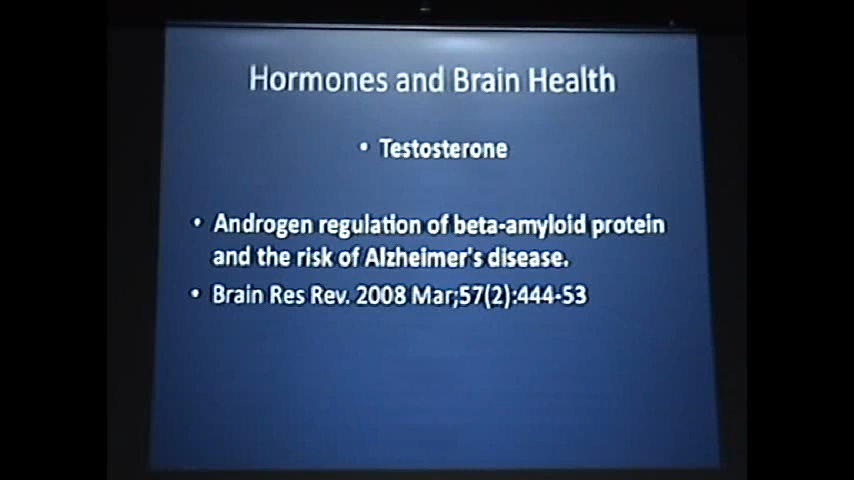 Hormones and Brain Health
• Testosterone
• Androgen regulation of beta-amyloid protein
and the risk of Alzheimer's disease.
• Brain Res Rev. 2008 Mar;57(2):444-53